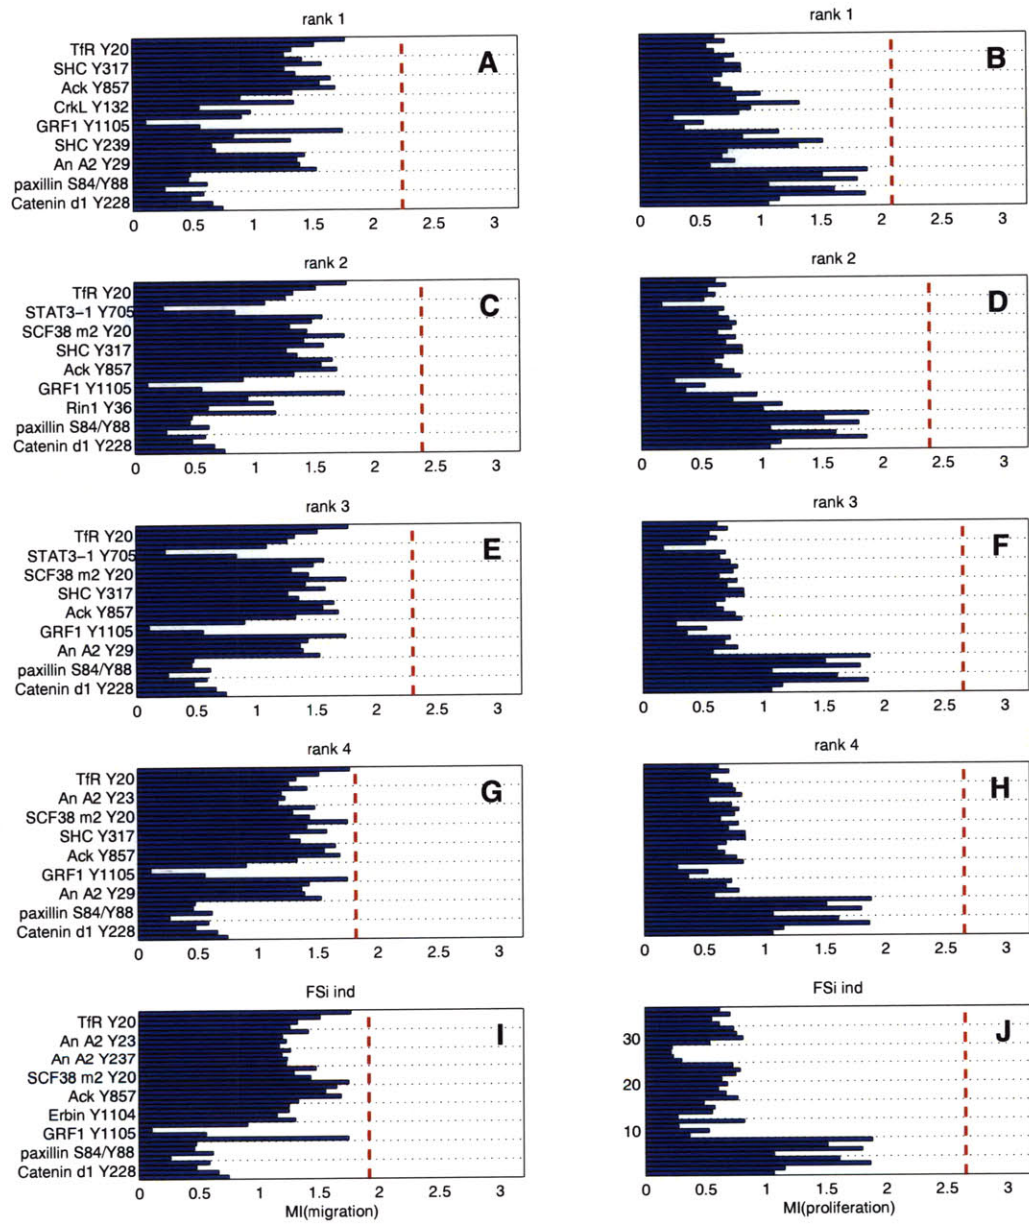 rank 1
TfR Y20
SHC Y317
Ack Y857
CrkL Y132
GRF1 Y1105
SHC Y239
An A2 Y29
paxillin S84/Y88
Catenin d1 Y228
A
0 0.5 1 1.5 2 2.5 3
rank 1
B
0 0.5 1 1.5 2 2.5 3
rank 2
TfR Y20
STAT3-1 Y705
SCF38 m2 Y20
SHC Y317
Ack Y857
GRF1 Y1105
Rin1 Y36
paxillin S84/Y88
Catenin d1 Y228
C
0 0.5 1 1.5 2 2.5 3
rank 2
D
0 0.5 1 1.5 2 2.5 3
rank 3
TfR Y20
STAT3-1 Y705
SCF38 m2 Y20
SHC Y317
Ack Y857
GRF1 Y1105
An A2 Y29
paxillin S84/Y88
Catenin d1 Y228
E
0 0.5 1 1.5 2 2.5 3
rank 3
F
0 0.5 1 1.5 2 2.5 3
rank 4
TfR Y20
An A2 Y23
SCF38 m2 Y20
SHC Y317
Ack Y857
GRF1 Y1105
An A2 Y29
paxillin S84/Y88
Catenin d1 Y228
G
0 0.5 1 1.5 2 2.5 3
rank 4
H
0 0.5 1 1.5 2 2.5 3
FSi ind
TfR Y20
An A2 Y23
An A2 Y237
SCF38 m2 Y20
Ack Y857
Erbin Y1104
GRF1 Y1105
paxillin S84/Y88
Catenin d1 Y228
I
0 0.5 1 1.5 2 2.5 3
MI(migration)
FSi ind
30
20
10
J
0 0.5 1 1.5 2 2.5 3
MI(proliferation)